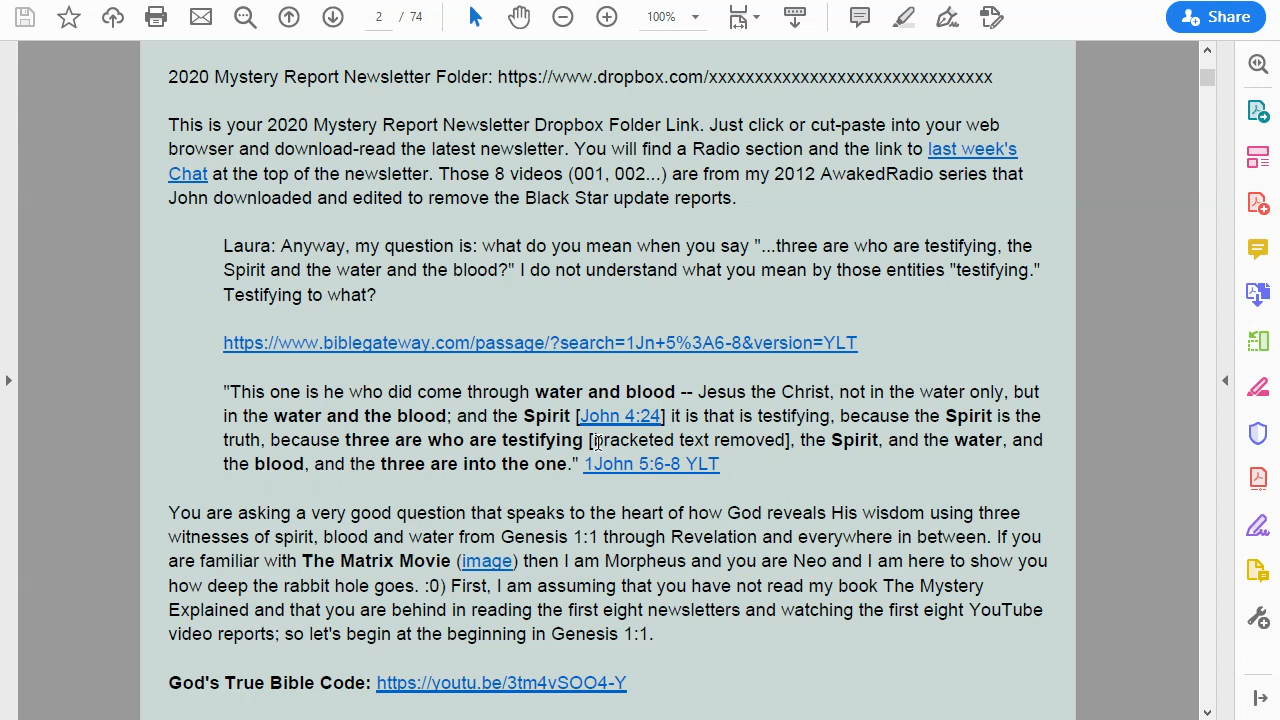 2 / 74
100%
Share
2020 Mystery Report Newsletter Folder: https://www.dropbox.com/xxxxxxxxxxxxxxxxxxxxxxxxxxxxxxx
This is your 2020 Mystery Report Newsletter Dropbox Folder Link. Just click or cut-paste into your web
browser and download-read the latest newsletter. You will find a Radio section and the link to last week's
Chat at the top of the newsletter. Those 8 videos (001, 002...) are from my 2012 AwakedRadio series that
John downloaded and edited to remove the Black Star update reports.
Laura: Anyway, my question is: what do you mean when you say "...three are who are testifying, the
Spirit and the water and the blood?" I do not understand what you mean by those entities "testifying."
Testifying to what?
https://www.biblegateway.com/passage/?search=1Jn+5%3A6-8&version=YLT
"This one is he who did come through water and blood -- Jesus the Christ, not in the water only, but
in the water and the blood; and the Spirit [John 4:24] it is that is testifying, because the Spirit is the
truth, because three are who are testifying [bracketed text removed], the Spirit, and the water, and
the blood, and the three are into the one." 1John 5:6-8 YLT
You are asking a very good question that speaks to the heart of how God reveals His wisdom using three
witnesses of spirit, blood and water from Genesis 1:1 through Revelation and everywhere in between. If you
are familiar with The Matrix Movie (image) then I am Morpheus and you are Neo and I am here to show you
how deep the rabbit hole goes. :0) First, I am assuming that you have not read my book The Mystery
Explained and that you are behind in reading the first eight newsletters and watching the first eight YouTube
video reports; so let's begin at the beginning in Genesis 1:1.
God's True Bible Code: https://youtu.be/3tm4vSOO4-Y